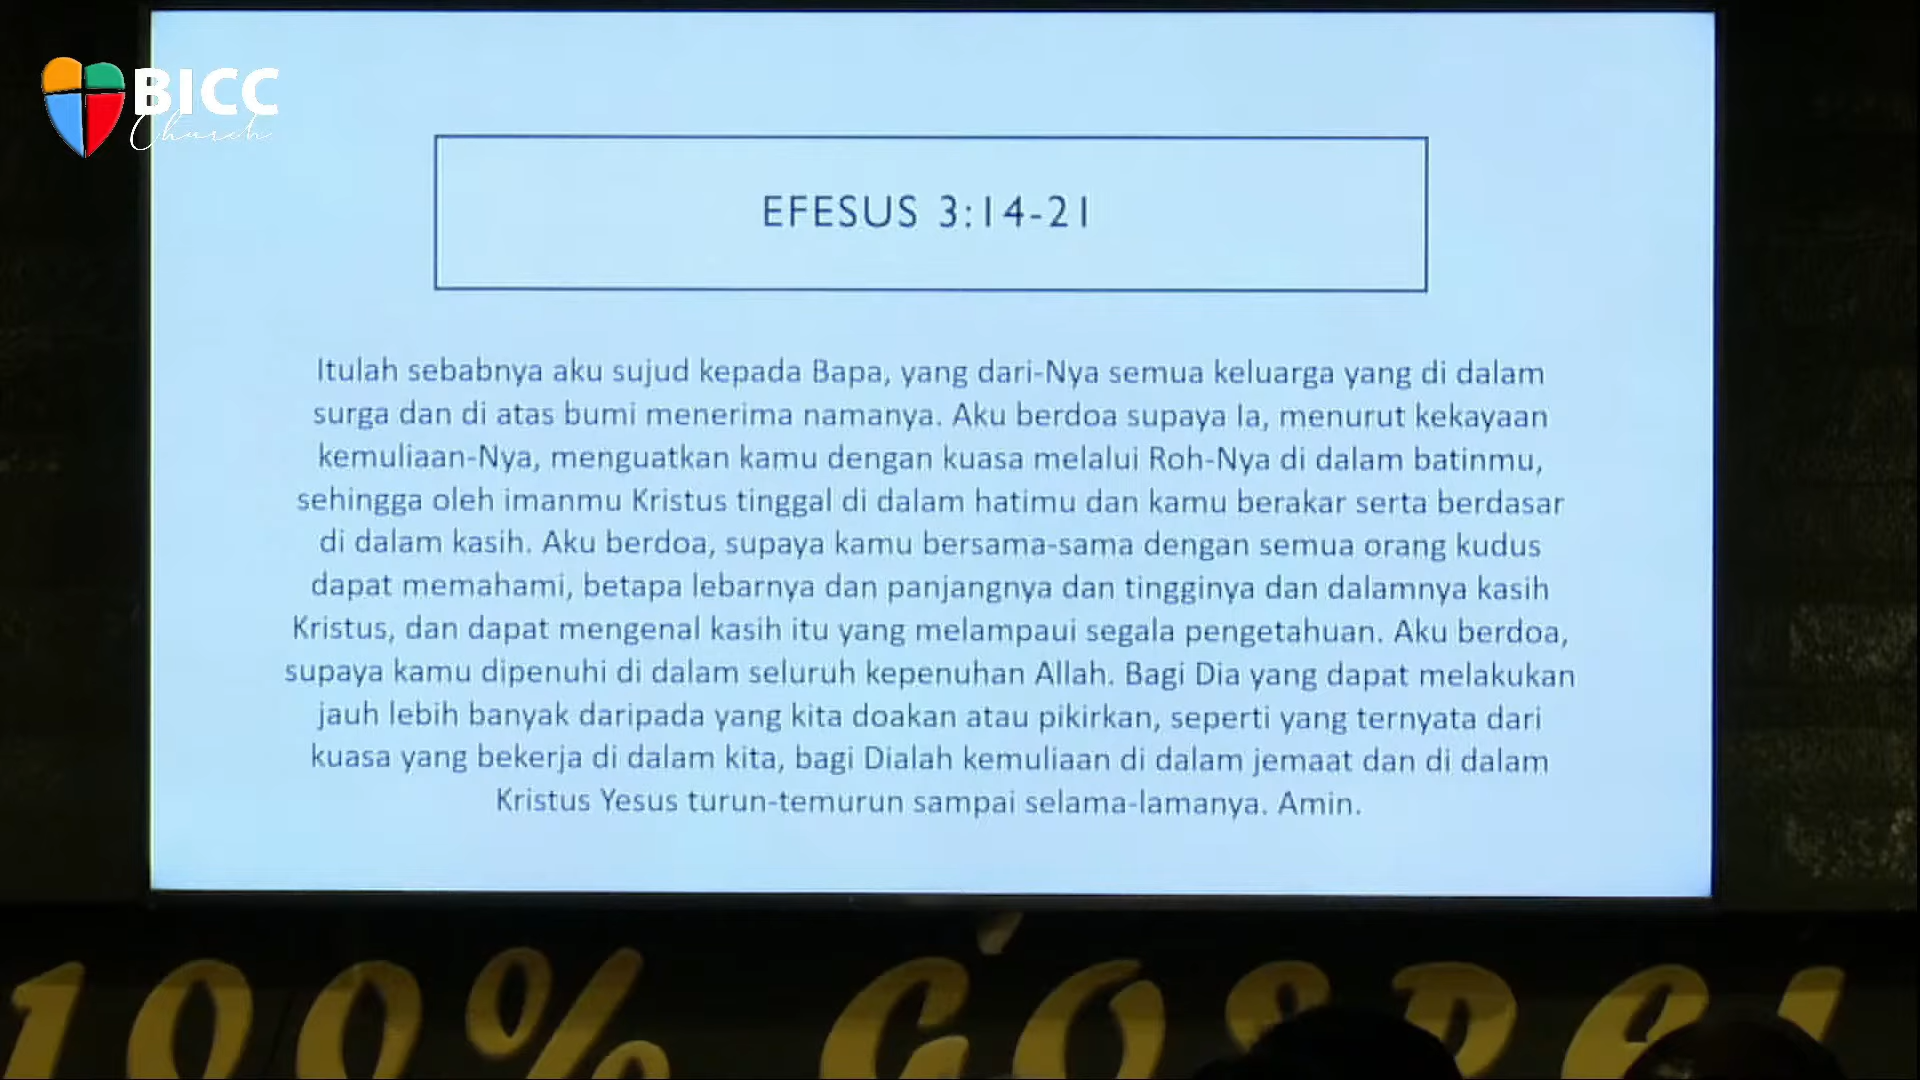 BICC
Church
EFESUS 3:14-21
Itulah sebabnya aku sujud kepada Bapa, yang dari-Nya semua keluarga yang di dalam
surga dan di atas bumi menerima namanya. Aku berdoa supaya Ia, menurut kekayaan
kemuliaan-Nya, menguatkan kamu dengan kuasa melalui Roh-Nya di dalam batinmu,
sehingga oleh imanmu Kristus tinggal di dalam hatimu dan kamu berakar serta berdasar
di dalam kasih. Aku berdoa, supaya kamu bersama-sama dengan semua orang kudus
dapat memahami, betapa lebarnya dan panjangnya dan tingginya dan dalamnya kasih
Kristus, dan dapat mengenal kasih itu yang melampaui segala pengetahuan. Aku berdoa,
supaya kamu dipenuhi di dalam seluruh kepenuhan Allah. Bagi Dia yang dapat melakukan
jauh lebih banyak daripada yang kita doakan atau pikirkan, seperti yang ternyata dari
kuasa yang bekerja di dalam kita, bagi Dialah kemuliaan di dalam jemaat dan di dalam
Kristus Yesus turun-temurun sampai selama-lamanya. Amin.
100% GOSPEL